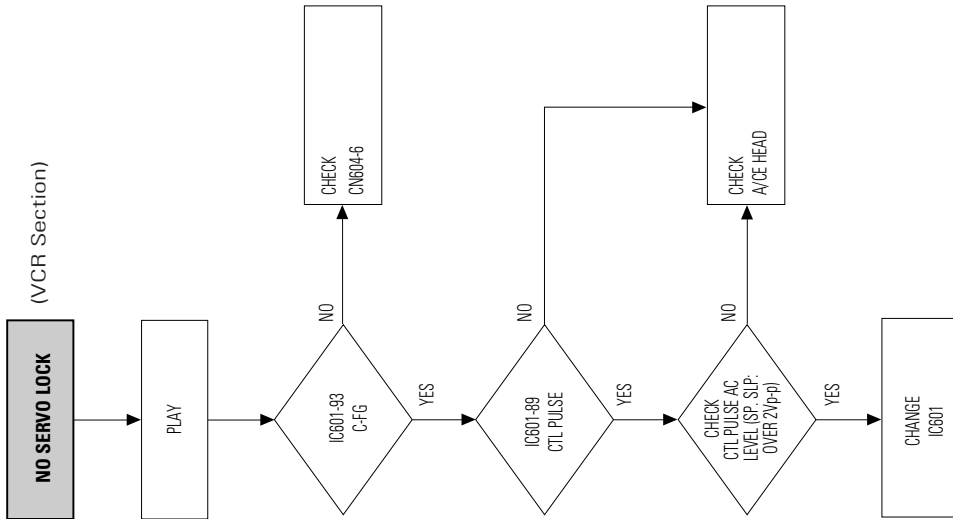 NO SERVO LOCK
(VCR Section)
PLAY
IC601-93
C-FG
NO
CHECK
CN604-6
YES
IC601-89
CTL PULSE
NO
YES
CHECK
CTL PULSE AC
LEVEL (SP. SLP:
OVER 2Vp-p)
NO
CHECK
A/CE HEAD
YES
CHANGE
IC601